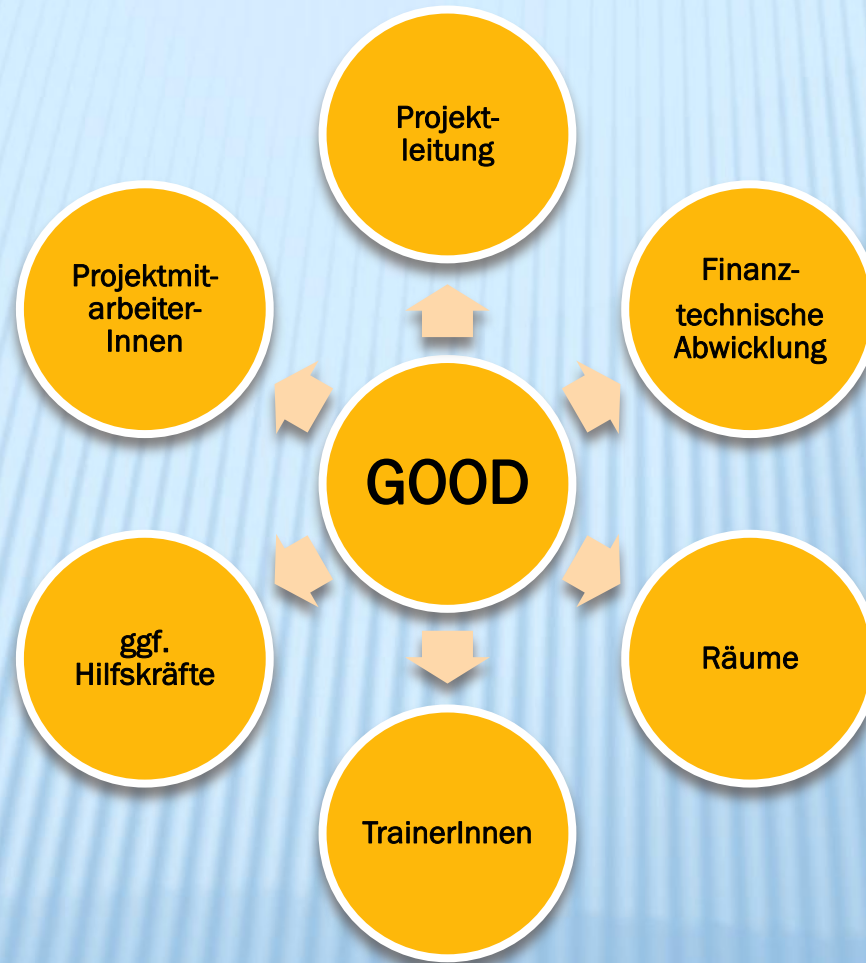 Projekt-
leitung
Finanz-
technische
Abwicklung
Räume
TrainerInnen
ggf.
Hilfskräfte
Projektmit-
arbeiter-
Innen
GOOD